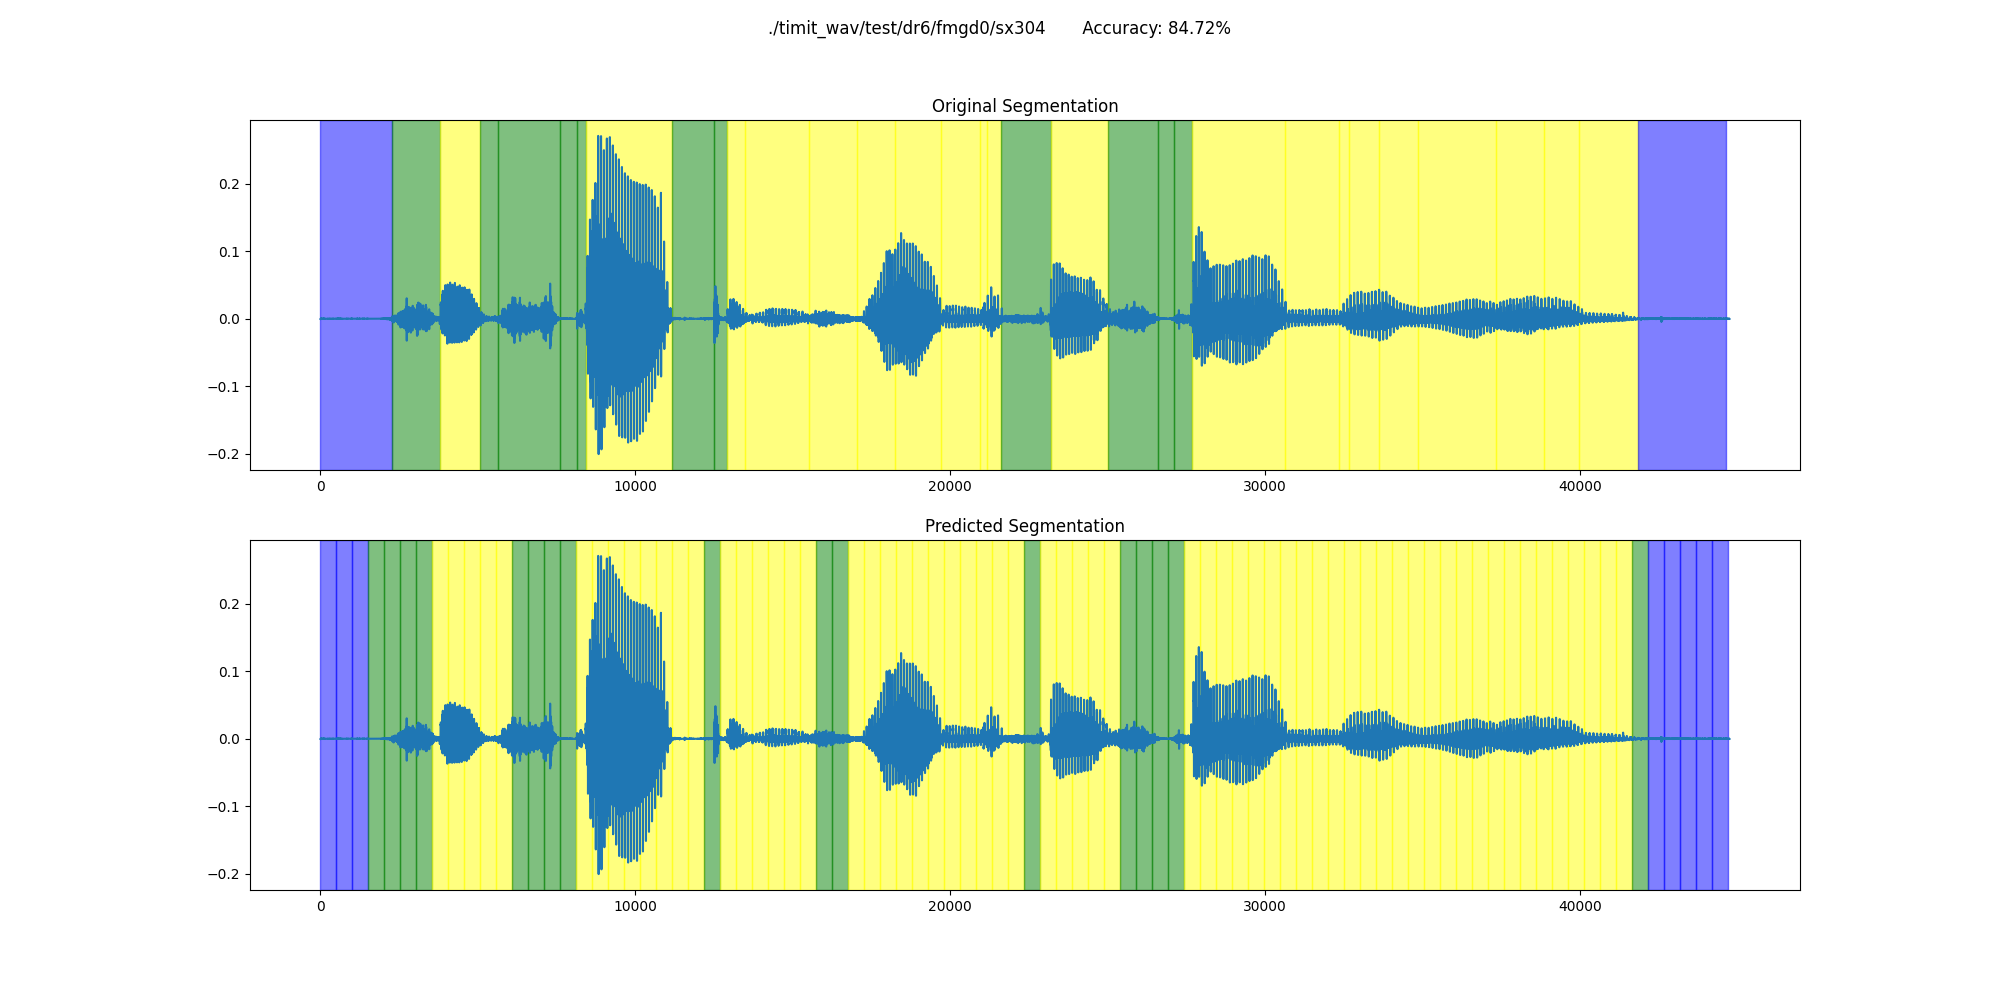 ./timit_wav/test/dr6/fmgd0/sx304 Accuracy: 84.72%
Original Segmentation
0.2
0.1
0.0
−0.1
−0.2
0 10000 20000 30000 40000
Predicted Segmentation
0.2
0.1
0.0
−0.1
−0.2
0 10000 20000 30000 40000